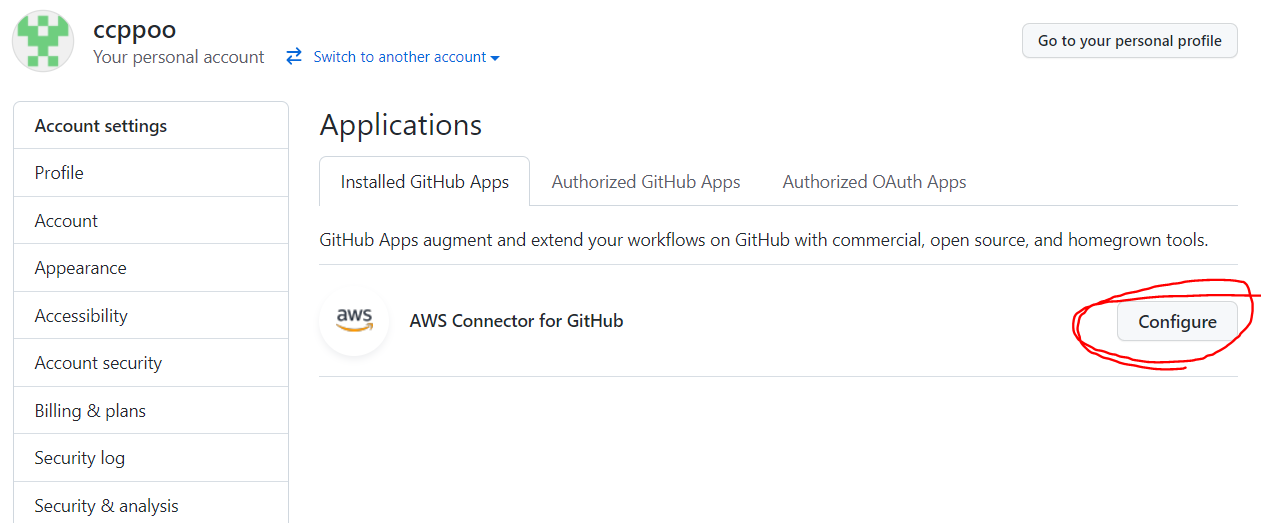 ccppoo
Your personal account
Switch to another account
Go to your personal profile
Account settings
Profile
Account
Appearance
Accessibility
Account security
Billing & plans
Security log
Security & analysis
Applications
Installed GitHub Apps
Authorized GitHub Apps
Authorized OAuth Apps
GitHub Apps augment and extend your workflows on GitHub with commercial, open source, and homegrown tools.
aws
AWS Connector for GitHub
Configure